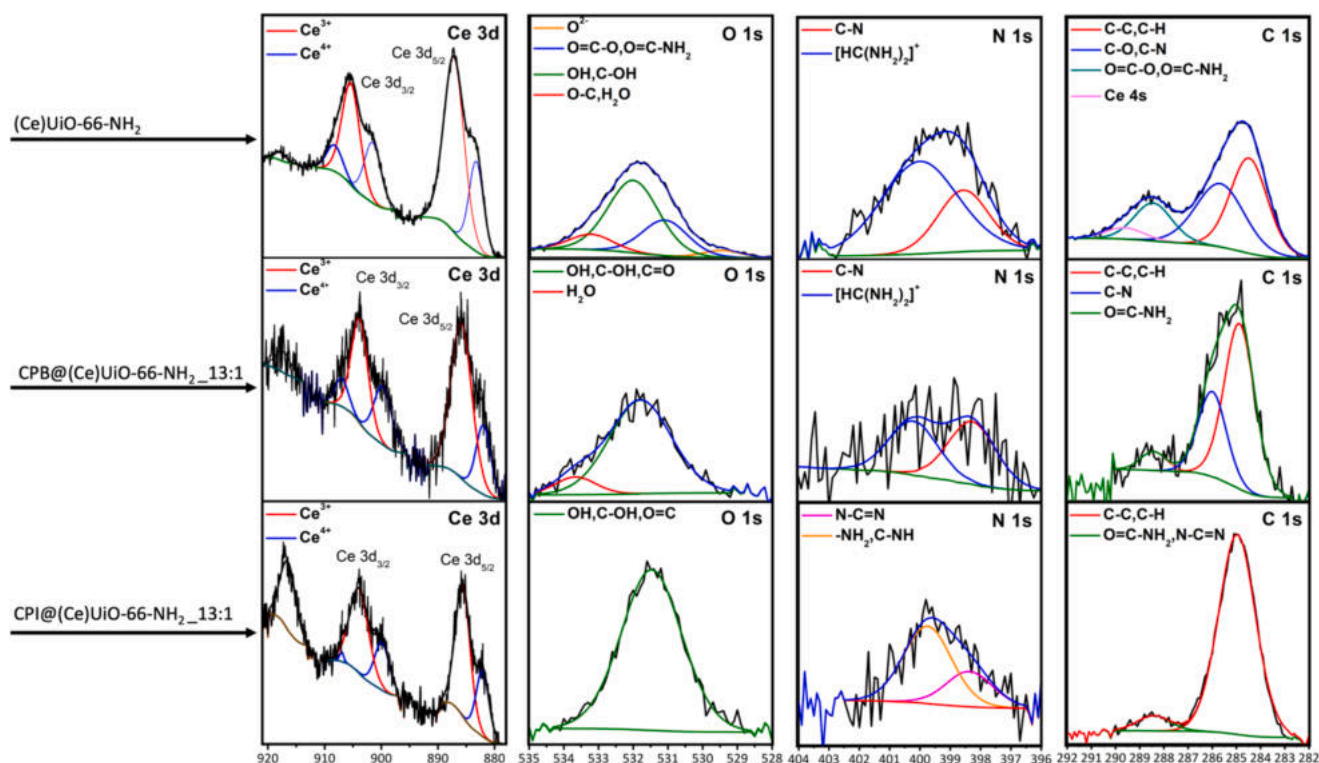 (Ce)UiO-66-NH₂
Ce³⁺
Ce⁴⁺
Ce 3d
Ce 3d₅/₂
Ce 3d₃/₂
O²⁻
O=C-O,O=C-NH₂
OH,C-OH
O-C,H₂O
O 1s
C-N
[HC(NH₂)₂]⁺
N 1s
C-C,C-H
C-O,C-N
O=C-O,O=C-NH₂
Ce 4s
C 1s
CPB@(Ce)UiO-66-NH₂_13:1
Ce³⁺
Ce⁴⁺
Ce 3d
Ce 3d₃/₂
Ce 3d₅/₂
OH,C-OH,C=O
H₂O
O 1s
C-N
[HC(NH₂)₂]⁺
N 1s
C-C,C-H
C-N
O=C-NH₂
C 1s
CPI@(Ce)UiO-66-NH₂_13:1
Ce³⁺
Ce⁴⁺
Ce 3d
Ce 3d₃/₂
Ce 3d₅/₂
OH,C-OH,O=C
O 1s
N-C=N
-NH₂,C-NH
N 1s
C-C,C-H
O=C-NH₂,N-C=N
C 1s
920 910 900 890 880
535 534 533 532 531 530 529 528
404 403 402 401 400 399 398 397 396
292 291 290 289 288 287 286 285 284 283 282